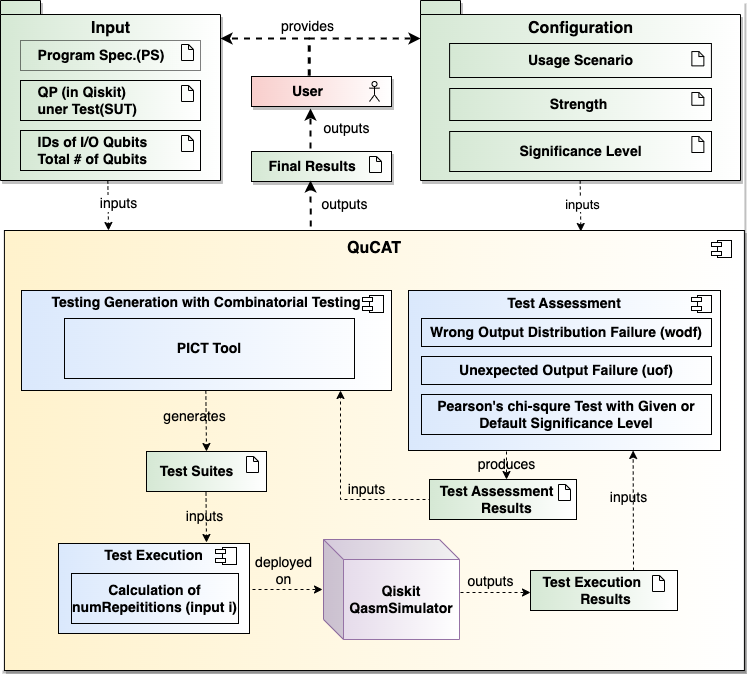 Input
Program Spec.(PS)
QP (in Qiskit)
uner Test(SUT)
IDs of I/O Qubits
Total # of Qubits
provides
User
outputs
Final Results
outputs
Configuration
Usage Scenario
Strength
Significance Level
inputs
inputs
QuCAT
Testing Generation with Combinatorial Testing
PICT Tool
Test Assessment
Wrong Output Distribution Failure (wodf)
Unexpected Output Failure (uof)
Pearson's chi-squre Test with Given or
Default Significance Level
generates
Test Suites
inputs
produces
Test Assessment
Results
inputs
inputs
Test Execution
Calculation of
numRepeititions (input i)
deployed
on
Qiskit
QasmSimulator
outputs
Test Execution
Results